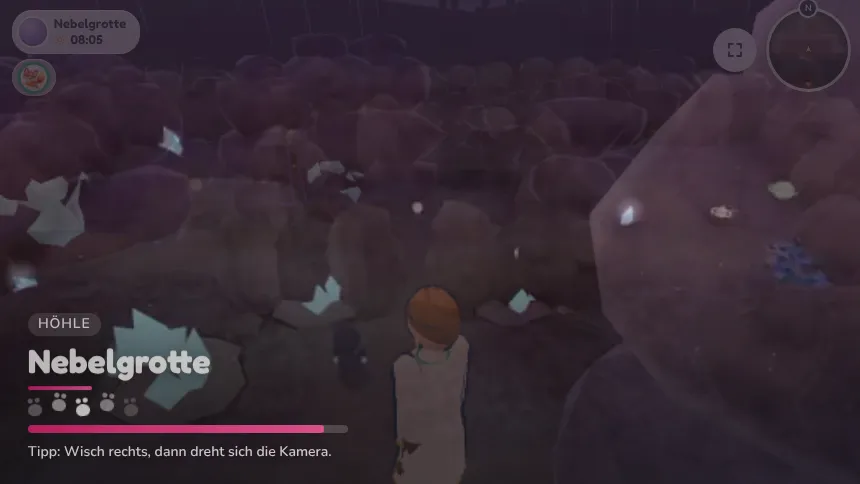 Nebelgrotte
08:05
N
HÖHLE
Nebelgrotte
Tipp: Wisch rechts, dann dreht sich die Kamera.